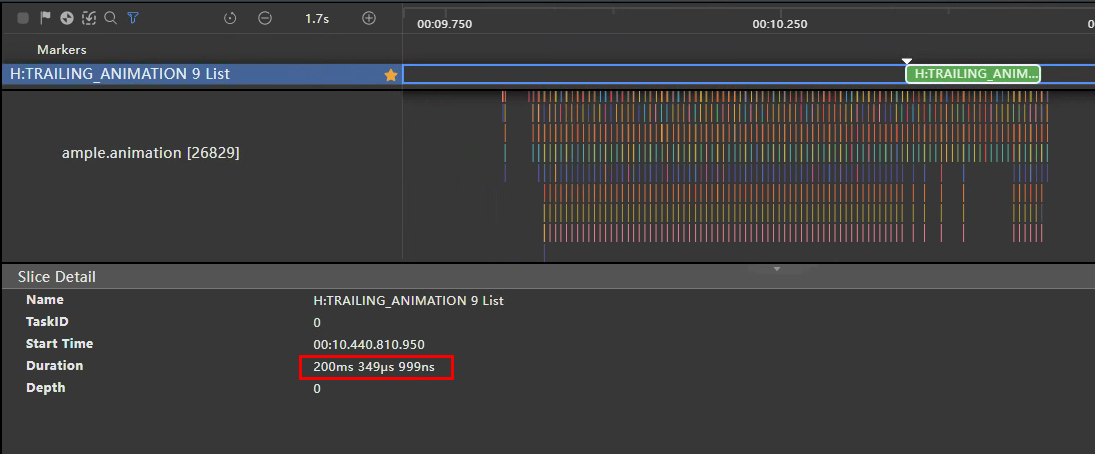 1.7s
00:09.750
00:10.250
00
Markers
H:TRAILING_ANIMATION 9 List
H:TRAILING_ANIM...
ample.animation [26829]
Slice Detail
Name H:TRAILING_ANIMATION 9 List
TaskID 0
Start Time 00:10.440.810.950
Duration 200ms 349μs 999ns
Depth 0